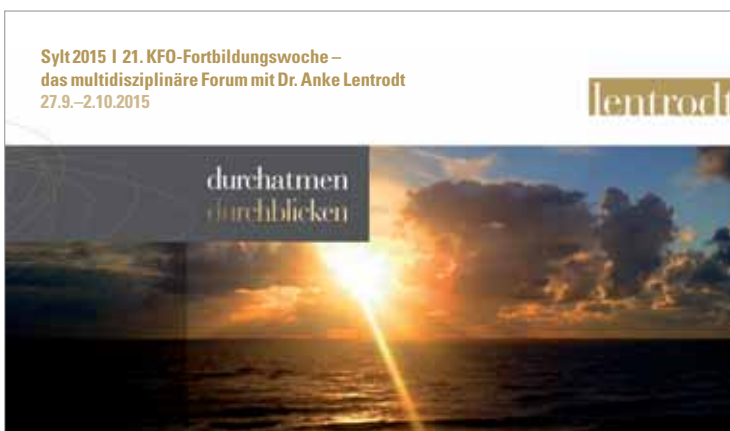 Sylt 2015 I 21. KFO-Fortbildungswoche –
das multidisziplinäre Forum mit Dr. Anke Lentrodt
27.9.–2.10.2015
lentrodt
durchatmen
durchblicken